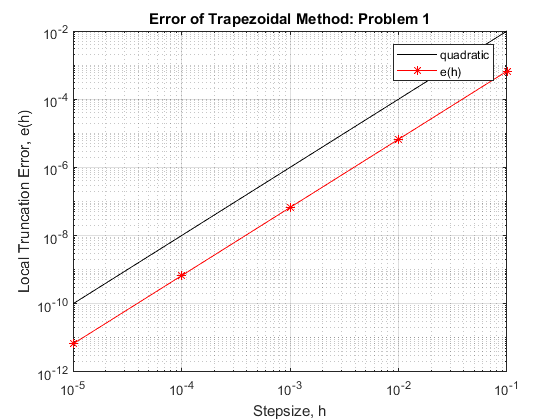 Error of Trapezoidal Method: Problem 1
10-2
quadratic
e(h)
10-4
10-6
10-8
10-10
10-12
Local Truncation Error, e(h)
10-5
10-4
10-3
10-2
10-1
Stepsize, h